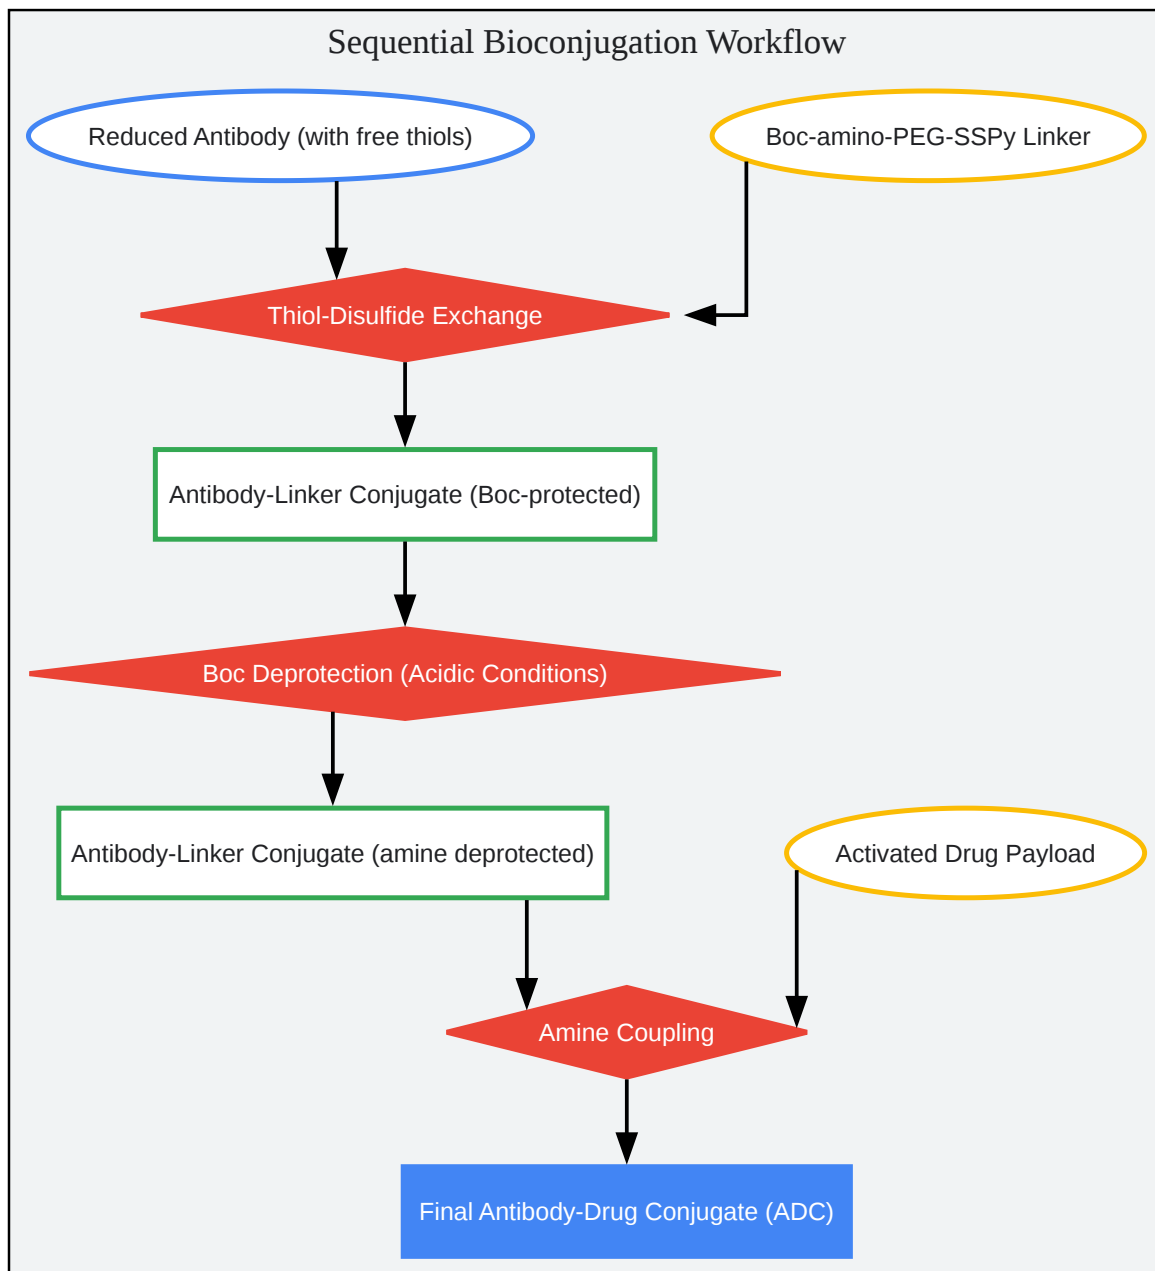 Sequential Bioconjugation Workflow
Reduced Antibody (with free thiols)
Boc-amino-PEG-SSPy Linker
Thiol-Disulfide Exchange
Antibody-Linker Conjugate (Boc-protected)
Boc Deprotection (Acidic Conditions)
Antibody-Linker Conjugate (amine deprotected)
Activated Drug Payload
Amine Coupling
Final Antibody-Drug Conjugate (ADC)